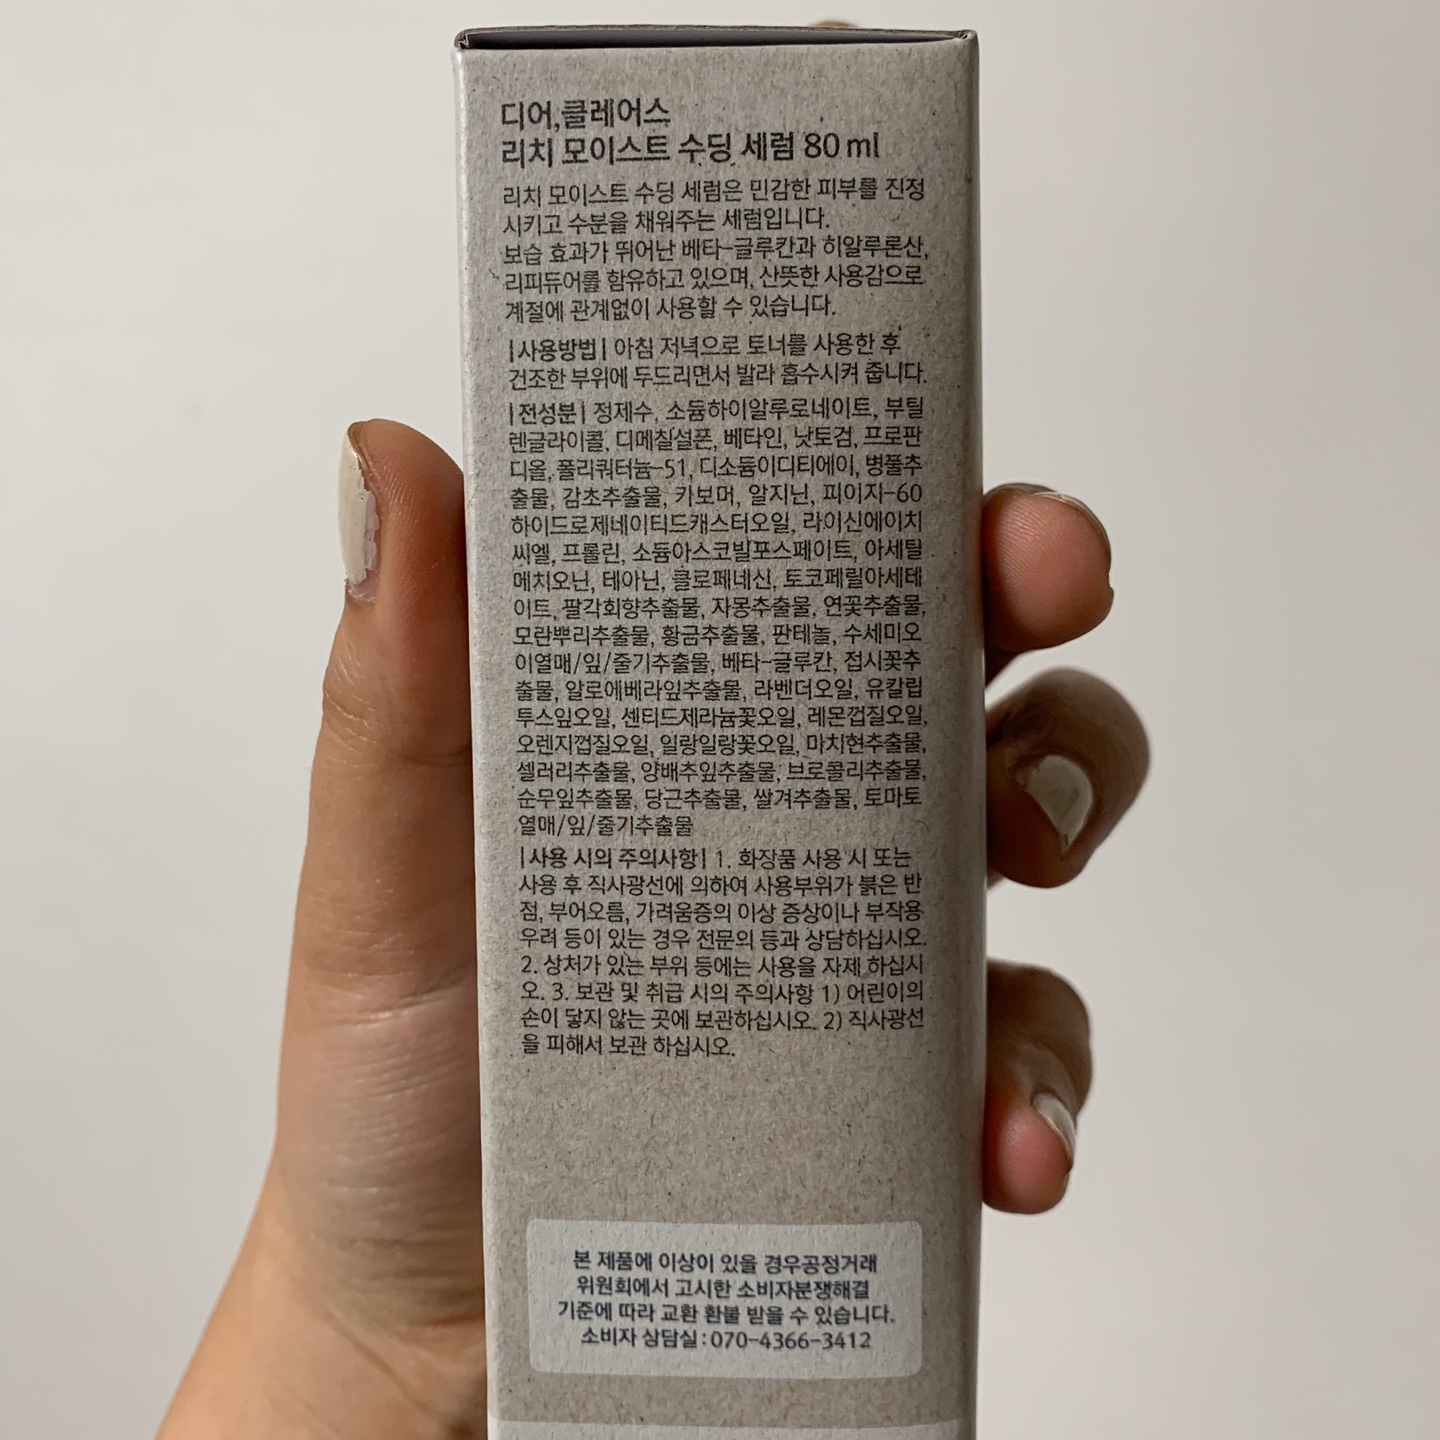 디어,클레어스
리치 모이스트 수딩 세럼 80 ml
리치 모이스트 수딩 세럼은 민감한 피부를 진정
시키고 수분을 채워주는 세럼입니다.
보습 효과가 뛰어난 베타-글루칸과 히알루론산,
리피듀어를 함유하고 있으며, 산뜻한 사용감으로
계절에 관계없이 사용할 수 있습니다.
|사용방법| 아침 저녁으로 토너를 사용한 후
건조한 부위에 두드리면서 발라 흡수시켜 줍니다.
|전성분| 정제수, 소듐하이알루로네이트, 부틸
렌글라이콜, 디메칠설폰, 베타인, 낫토검, 프로판
디올, 폴리쿼터늄-51, 디소듐이디티에이, 병풀추
출물, 감초추출물, 카보머, 알지닌, 피이지-60
하이드로제네이티드캐스터오일, 라이신에이치
씨엘, 프롤린, 소듐아스코빌포스페이트, 아세틸
메치오닌, 테아닌, 클로페네신, 토코페릴아세테
이트, 팔각회향추출물, 자몽추출물, 연꽃추출물,
모란뿌리추출물, 황금추출물, 판테놀, 수세미오
이열매/잎/줄기추출물, 베타-글루칸, 접시꽃추
출물, 알로에베라잎추출물, 라벤더오일, 유칼립
투스잎오일, 센티드제라늄꽃오일, 레몬껍질오일,
오렌지껍질오일, 일랑일랑꽃오일, 마치현추출물,
셀러리추출물, 양배추잎추출물, 브로콜리추출물,
순무잎추출물, 당근추출물, 쌀겨추출물, 토마토
열매/잎/줄기추출물
|사용 시의 주의사항| 1. 화장품 사용 시 또는
사용 후 직사광선에 의하여 사용부위가 붉은 반
점, 부어오름, 가려움증의 이상 증상이나 부작용
우려 등이 있는 경우 전문의 등과 상담하십시오.
2. 상처가 있는 부위 등에는 사용을 자제 하십시
오. 3. 보관 및 취급 시의 주의사항 1) 어린이의
손이 닿지 않는 곳에 보관하십시오. 2) 직사광선
을 피해서 보관 하십시오.
본 제품에 이상이 있을 경우공정거래
위원회에서 고시한 소비자분쟁해결
기준에 따라 교환 환불 받을 수 있습니다.
소비자 상담실:070-4366-3412